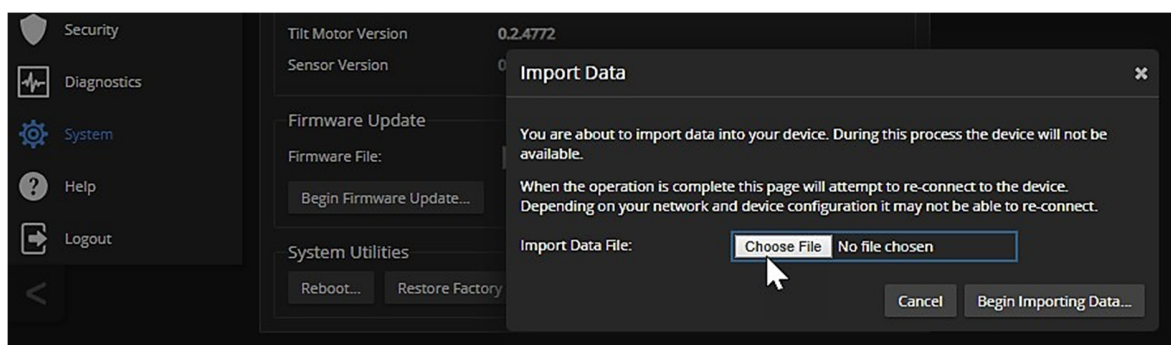 Security
Diagnostics
System
Help
Logout
Tilt Motor Version 0.2.4772
Sensor Version 0
Firmware Update
Firmware File:
Begin Firmware Update...
System Utilities
Reboot... Restore Factory
Import Data
You are about to import data into your device. During this process the device will not be
available.
When the operation is complete this page will attempt to re-connect to the device.
Depending on your network and device configuration it may not be able to re-connect.
Import Data File: Choose File No file chosen
Cancel Begin Importing Data...